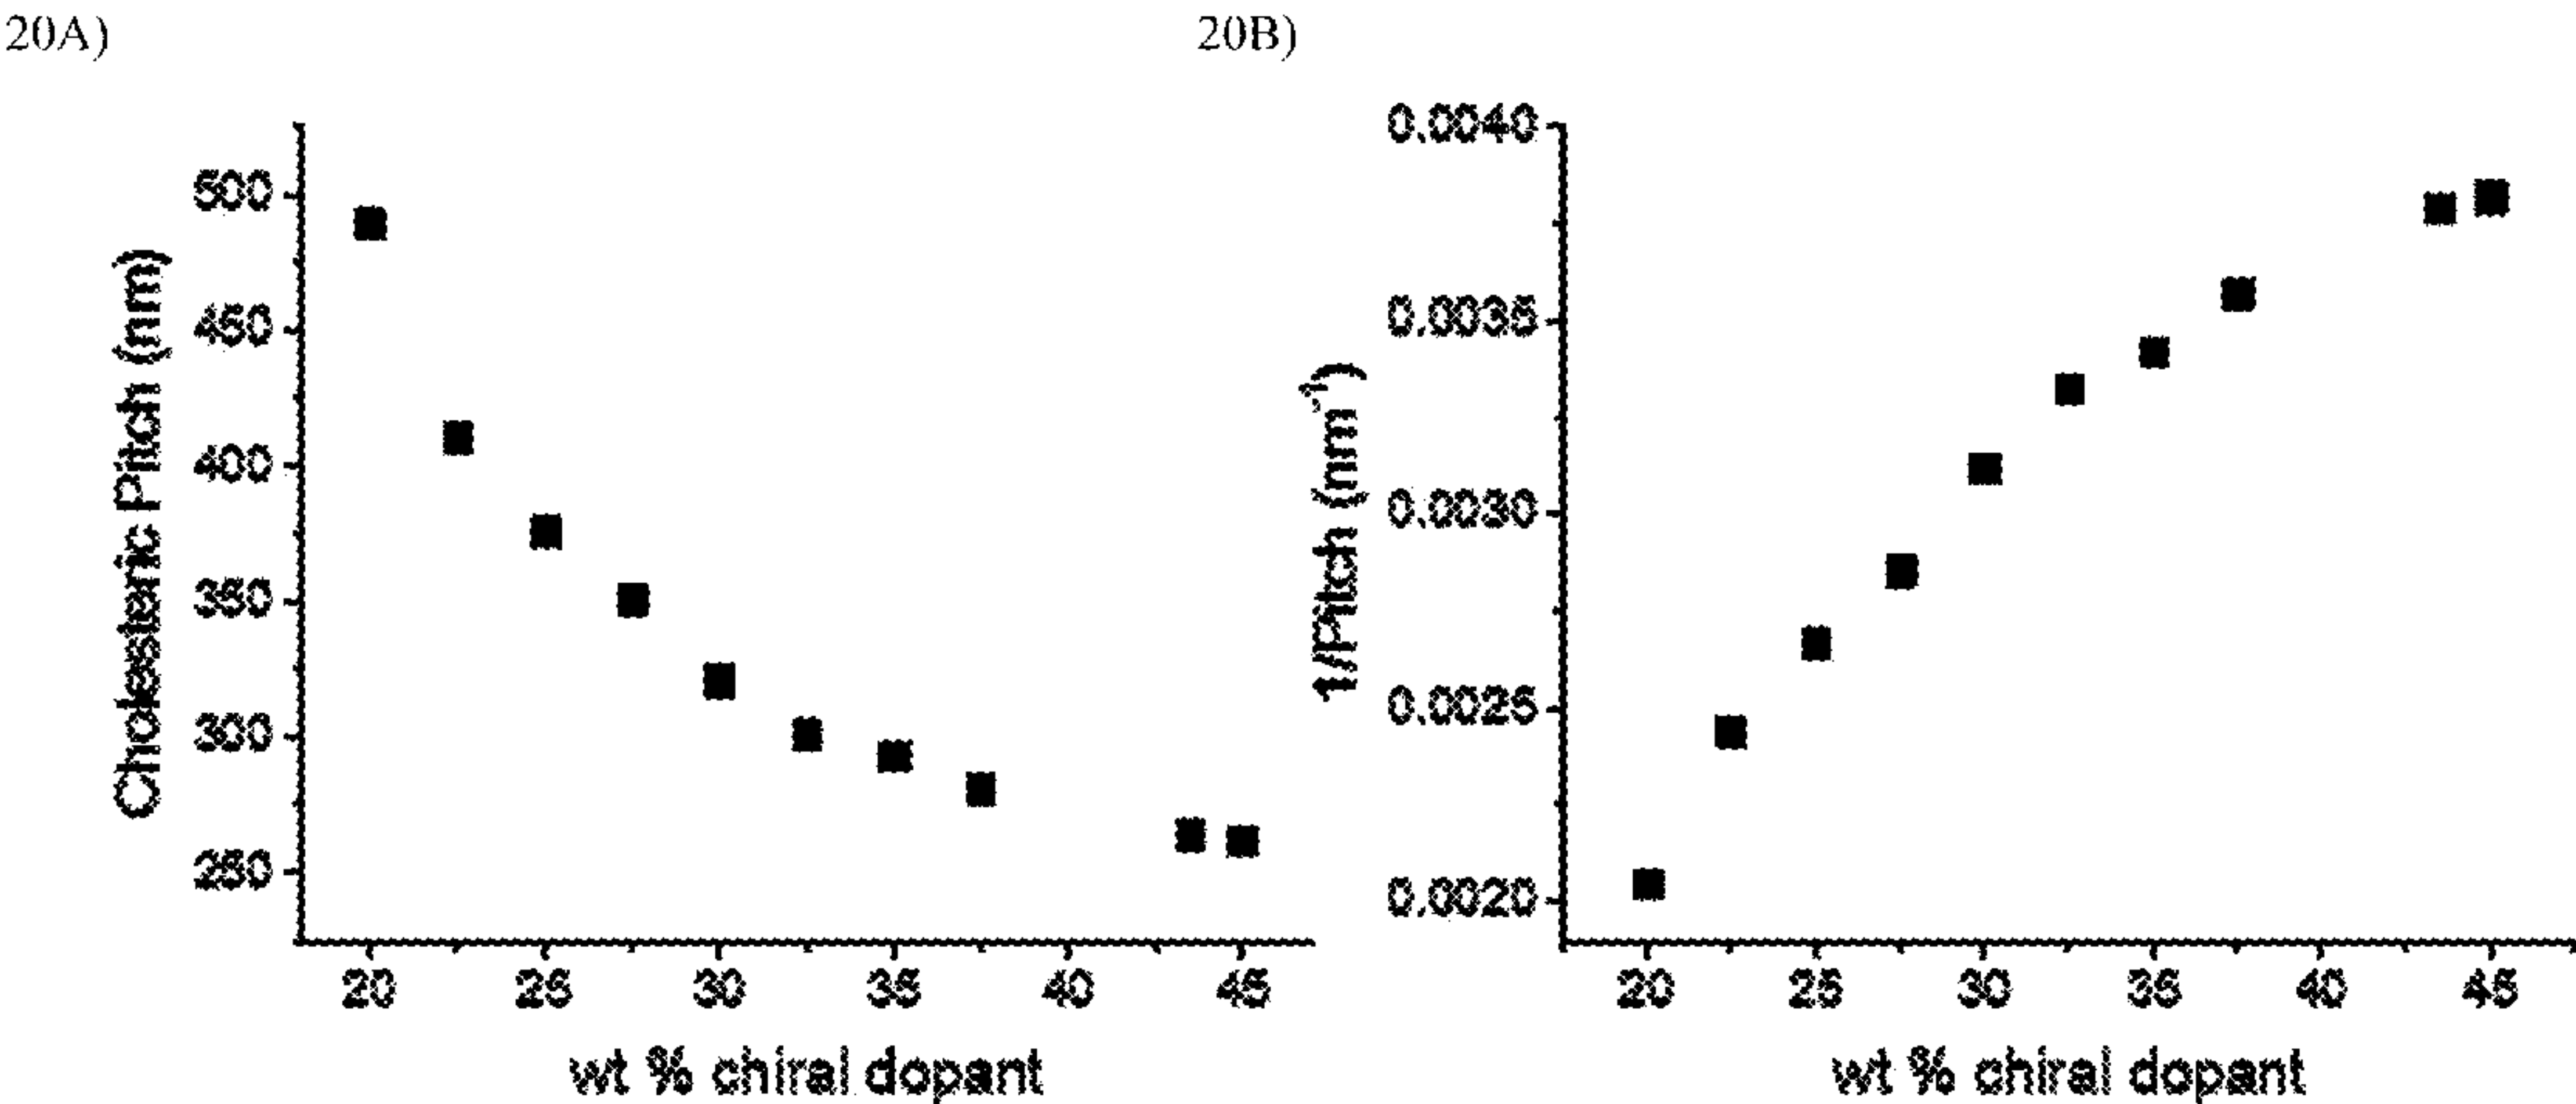 20A)
Cholesteric Pitch (nm)
500
450
400
350
300
250
20 25 30 35 40 45
wt % chiral dopant
20B)
1/Pitch (nm⁻¹)
0.0040
0.0035
0.0030
0.0025
0.0020
20 25 30 35 40 45
wt % chiral dopant